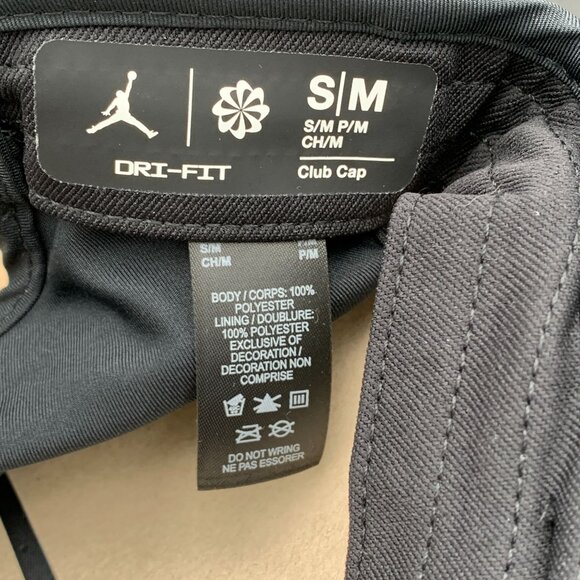 S|M
S/M P/M
CH/M
DRI-FIT
Club Cap
S/M P/M
CH/M P/M
BODY / CORPS: 100%
POLYESTER
LINING / DOUBLURE:
100% POLYESTER
EXCLUSIVE OF
DECORATION /
DECORATION NON
COMPRISE
DO NOT WRING
NE PAS ESSORER